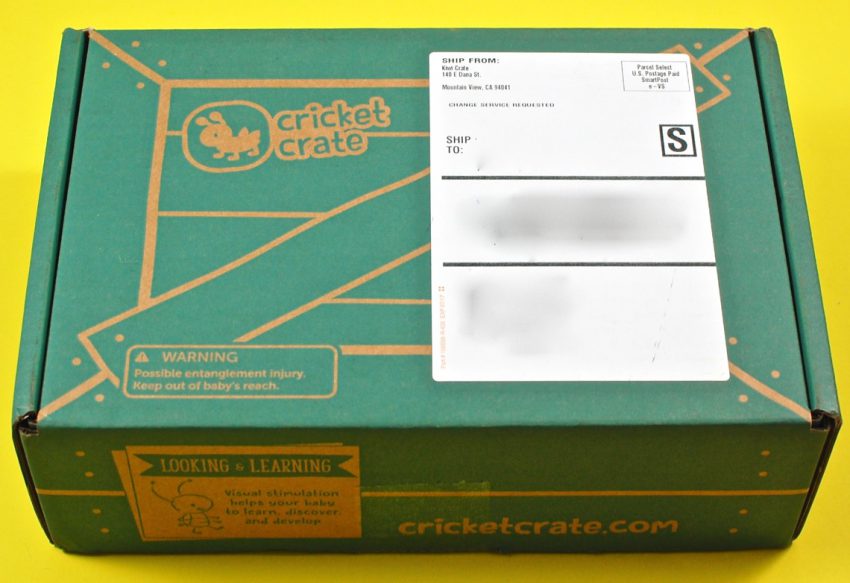 SHIP FROM:
Kiwi Crate
140 E Dana St.
Mountain View, CA 94041
CHANGE SERVICE REQUESTED
Parcel Select
U.S. Postage Paid
SmartPost
e - VS
SHIP
TO:
S
cricket
crate
WARNING
Possible entanglement injury.
Keep out of baby's reach.
LOOKING & LEARNING
Visual stimulation
helps your baby
to learn, discover,
and develop
cricketcrate.com